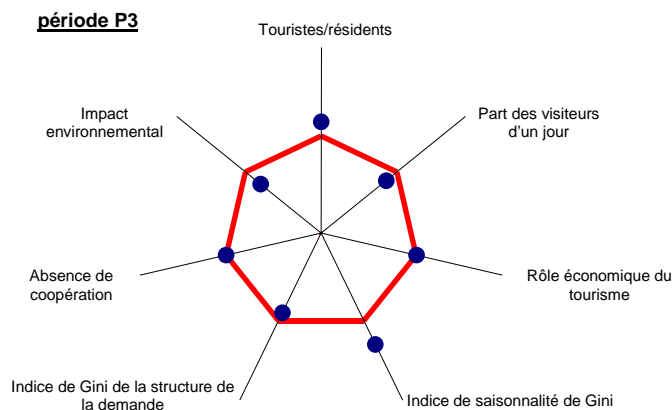 période P3
Touristes/résidents
Part des visiteurs
d'un jour
Rôle économique du
tourisme
Indice de saisonnalité de Gini
Indice de Gini de la structure de
la demande
Absence de
coopération
Impact
environnemental